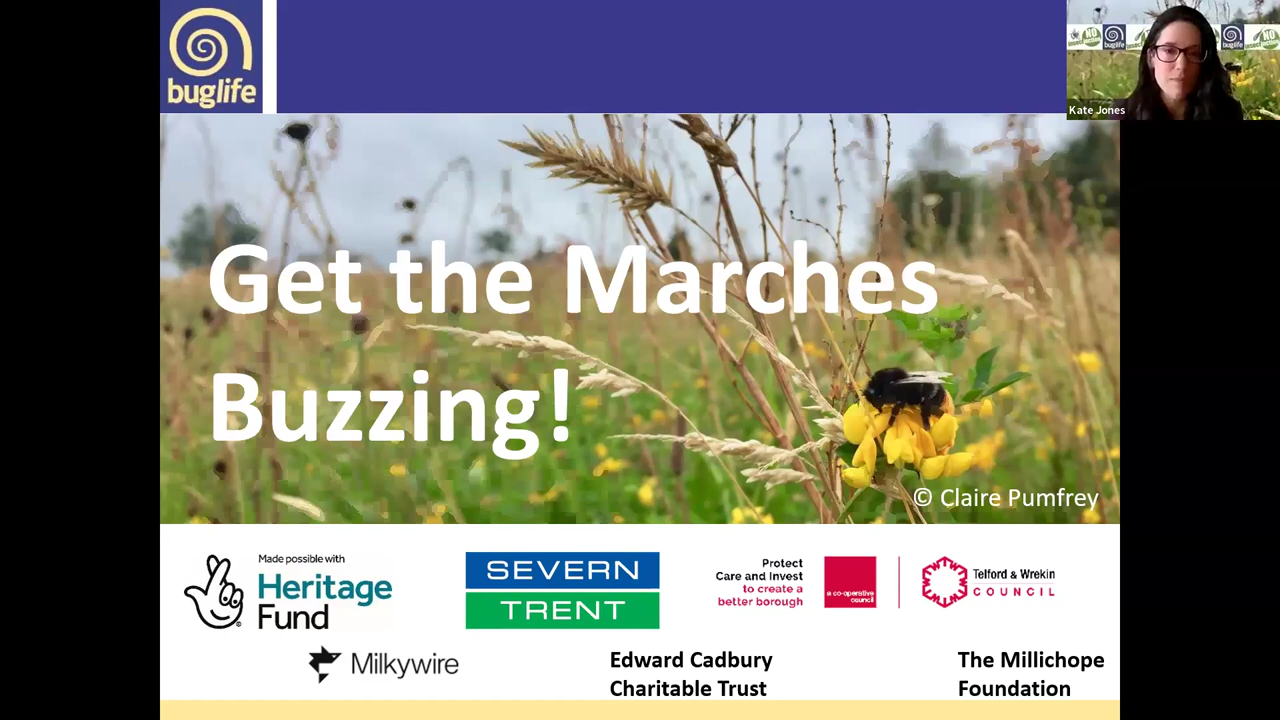 buglife
Kate Jones
Get the Marches
Buzzing!
© Claire Pumfrey
Made possible with
Heritage
Fund
SEVERN
TRENT
Protect
Care and Invest
to create a
better borough
a co-operative
council
Telford & Wrekin
COUNCIL
Milkywire
Edward Cadbury
Charitable Trust
The Millichope
Foundation